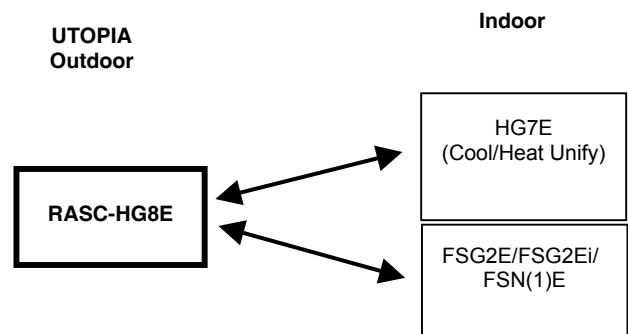 UTOPIA
Outdoor
Indoor
RASC-HG8E
HG7E
(Cool/Heat Unify)
FSG2E/FSG2Ei/
FSN(1)E